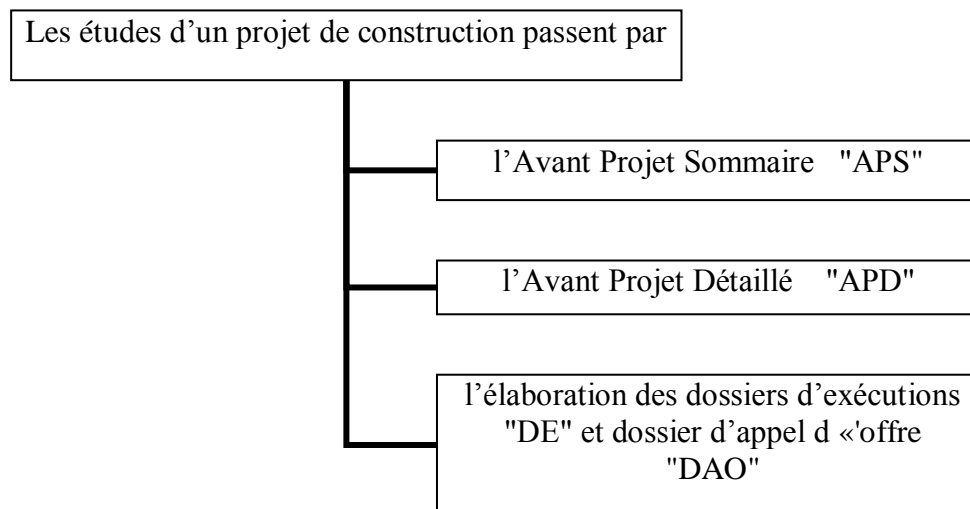 Les études d’un projet de construction passent par
l’Avant Projet Sommaire "APS"
l’Avant Projet Détaillé "APD"
l’élaboration des dossiers d’exécutions
"DE" et dossier d’appel d «'offre
"DAO"